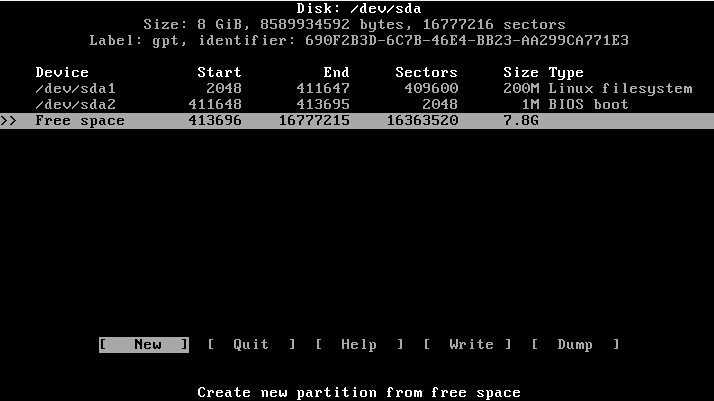 Disk: /dev/sda
Size: 8 GiB, 8589934592 bytes, 16777216 sectors
Label: gpt, identifier: 690F2B3D-6C7B-46E4-BB23-AA299CA771E3
Device Start End Sectors Size Type
/dev/sda1 2048 411647 409600 200M Linux filesystem
/dev/sda2 411648 413695 2048 1M BIOS boot
>> Free space 413696 16777215 16363520 7.8G
[ New ] [ Quit ] [ Help ] [ Write ] [ Dump ]
Create new partition from free space